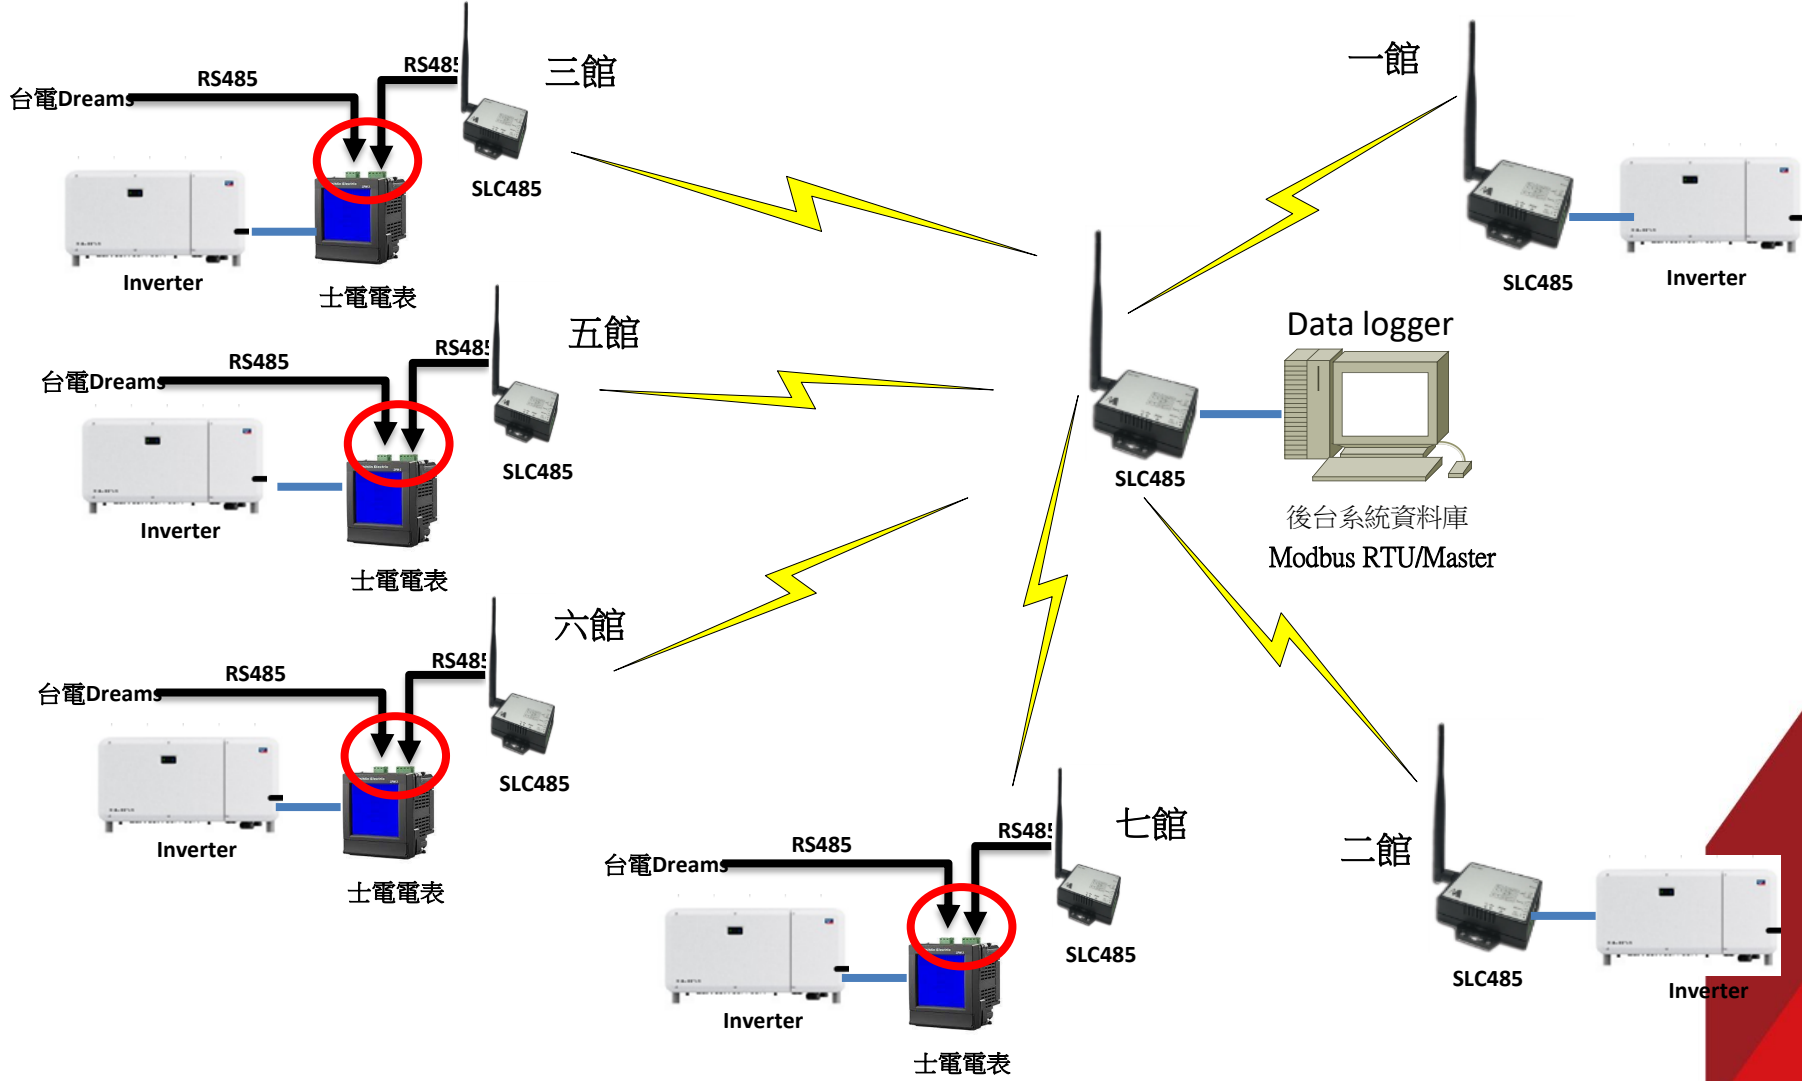 三館
RS485
RS485
台電Dreams
SLC485
Inverter
士電電表
一館
SLC485
Inverter
五館
RS485
RS485
台電Dreams
SLC485
Inverter
士電電表
Data logger
SLC485
後台系統資料庫
Modbus RTU/Master
六館
RS485
RS485
台電Dreams
SLC485
Inverter
士電電表
七館
RS485
RS485
台電Dreams
SLC485
Inverter
士電電表
二館
SLC485
Inverter